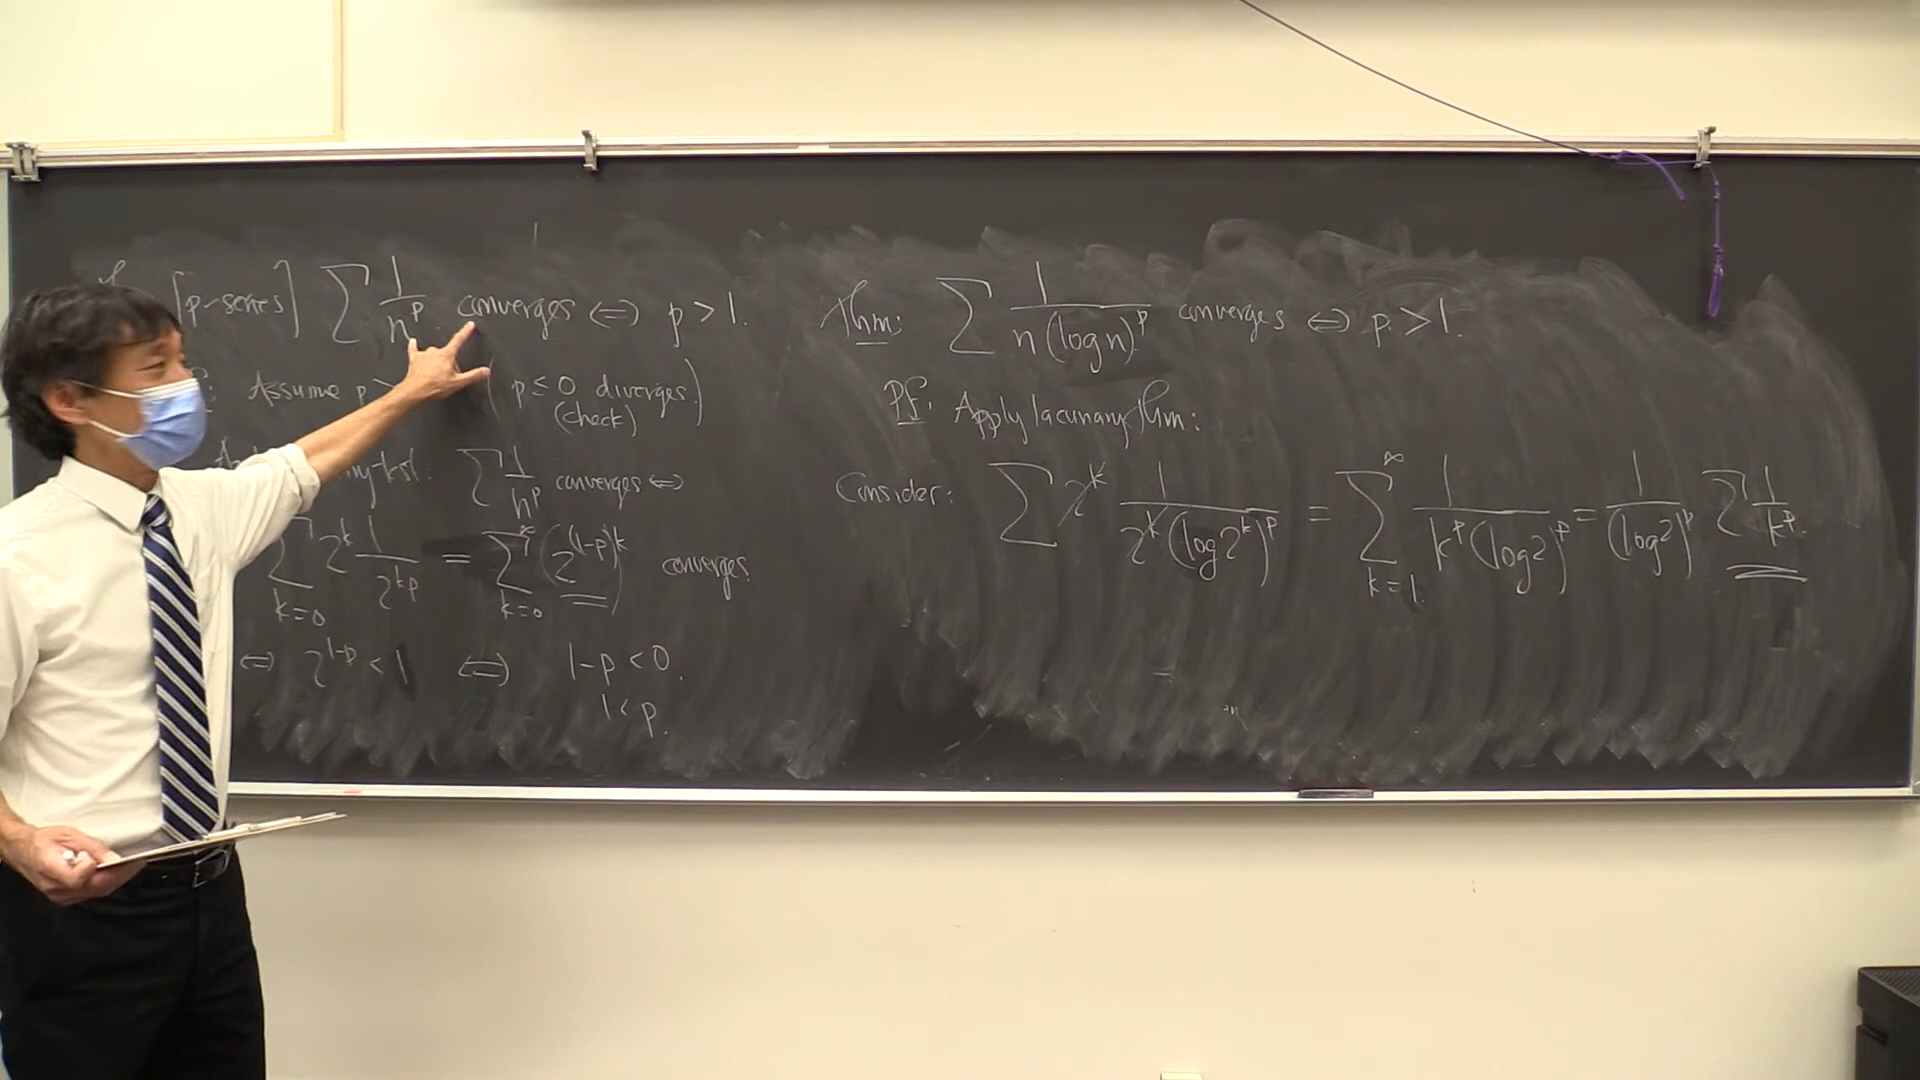 [p-series] ∑ 1/n^p converges ⇔ p > 1.
Assume p > (p ≤ 0 diverges.
(check))
∑ 1/n^p converges ⇔
∑_{k=0} 2^k 1/2^{kp} = ∑_{k=0}^∞ (2^{(1-p)})^k converges
⇔ 2^{1-p} < 1 ⇔ 1-p < 0.
1 < p.
Thm: ∑ 1/(n(log n)^p) converges ⇔ p > 1.
Pf: Apply lacunary thm:
Consider: ∑ 2^k 1/(2^k (log 2^k)^p) = ∑_{k=1}^∞ 1/(k^p (log 2)^p) = 1/(log 2)^p ∑ 1/k^p.